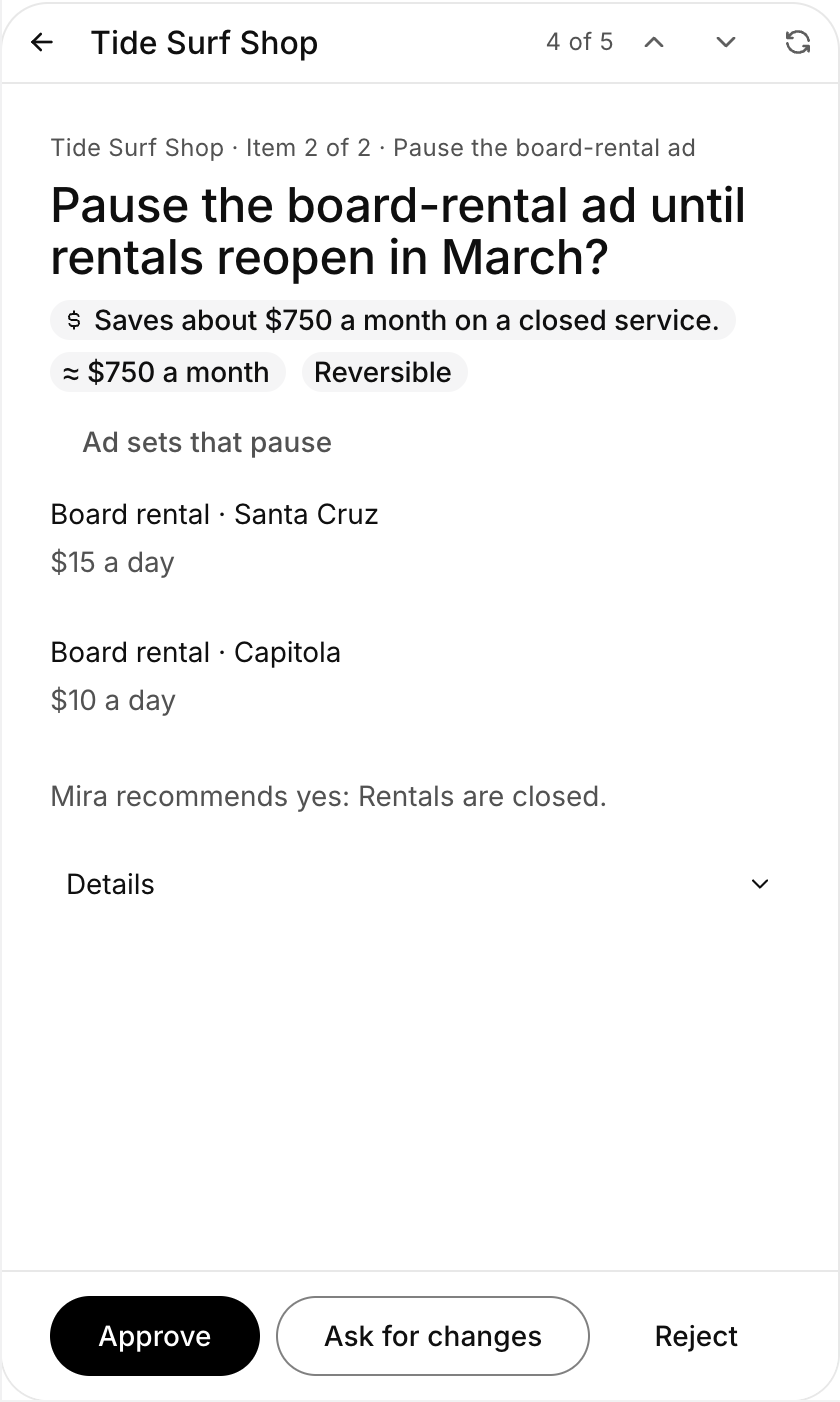 Tide Surf Shop
4 of 5
Tide Surf Shop · Item 2 of 2 · Pause the board-rental ad
Pause the board-rental ad until
rentals reopen in March?
$ Saves about $750 a month on a closed service.
≈ $750 a month
Reversible
Ad sets that pause
Board rental · Santa Cruz
$15 a day
Board rental · Capitola
$10 a day
Mira recommends yes: Rentals are closed.
Details
Approve
Ask for changes
Reject